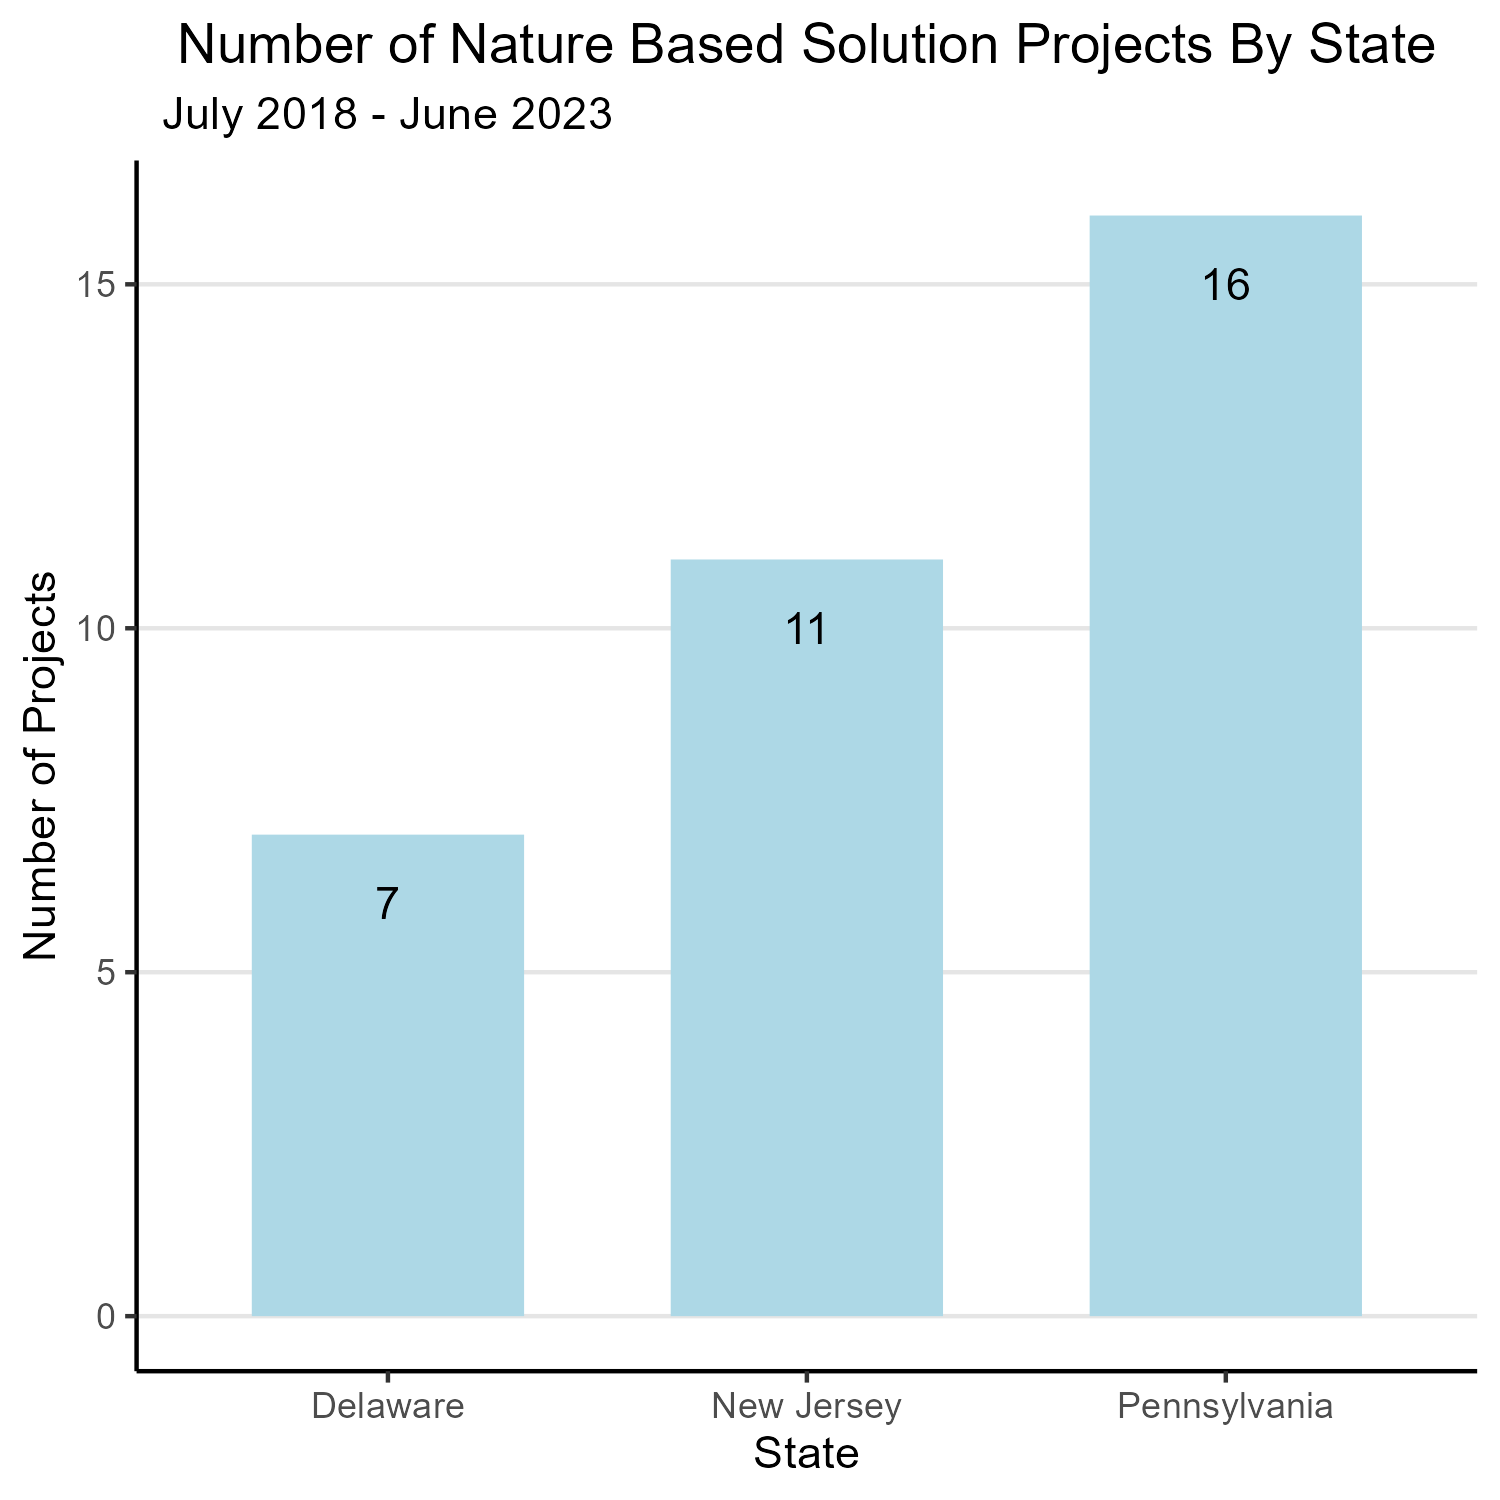 Number of Nature Based Solution Projects By State
July 2018 - June 2023
Number of Projects
15
10
5
0
7
11
16
Delaware
New Jersey
Pennsylvania
State